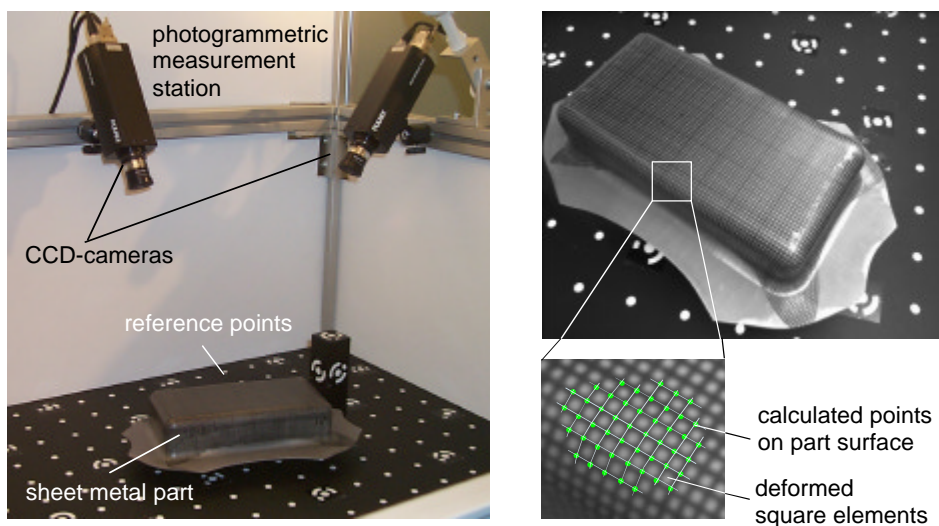 photogrammetric
measurement
station
CCD-cameras
reference points
sheet metal part
calculated points
on part surface
deformed
square elements